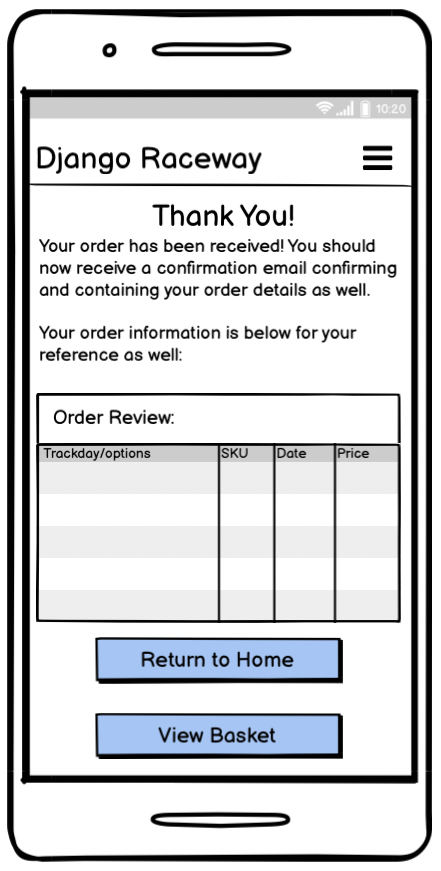 10:20
Django Raceway
Thank You!
Your order has been received! You should
now receive a confirmation email confirming
and containing your order details as well.
Your order information is below for your
reference as well:
Order Review:
Trackday/options SKU Date Price
Return to Home
View Basket